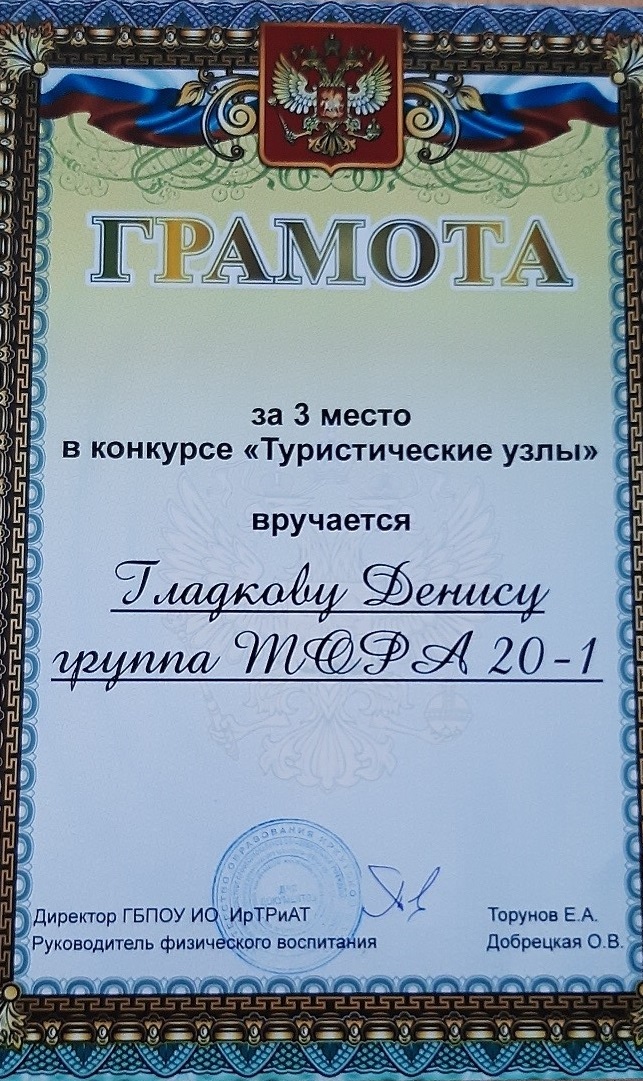 ГРАМОТА
за 3 место
в конкурсе «Туристические узлы»
вручается
Гладкову Денису
группа ТОРА 20-1
ОБРАЗОВАНИЯ
Директор ГБПОУ ИО ИрТРиАТ Торунов Е.А.
Руководитель физического воспитания Добрецкая О.В.